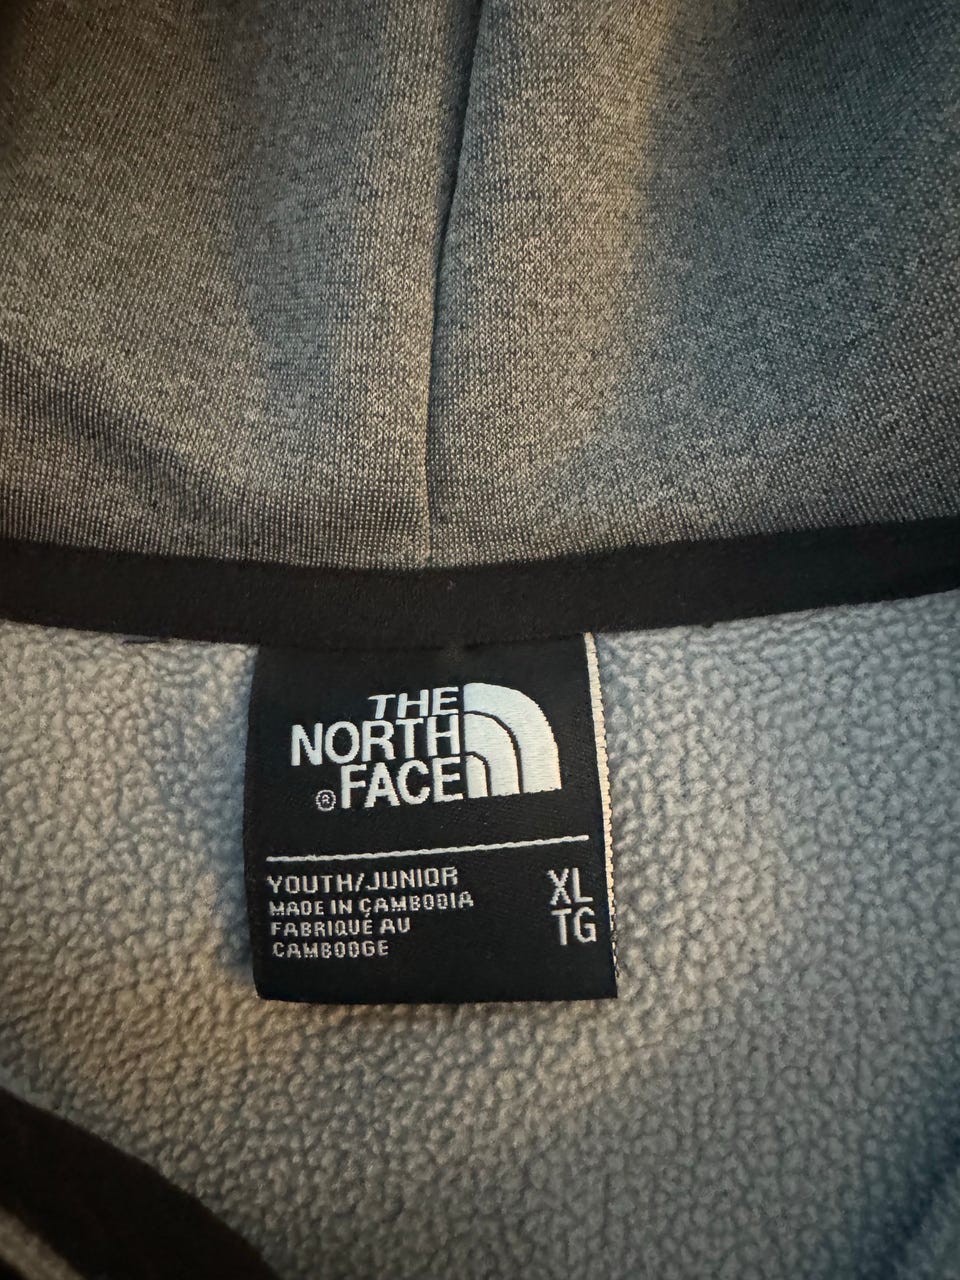 THE
NORTH
® FACE
YOUTH/JUNIOR
MADE IN CAMBODIA
FABRIQUÉ AU
CAMBODGE
XL
TG